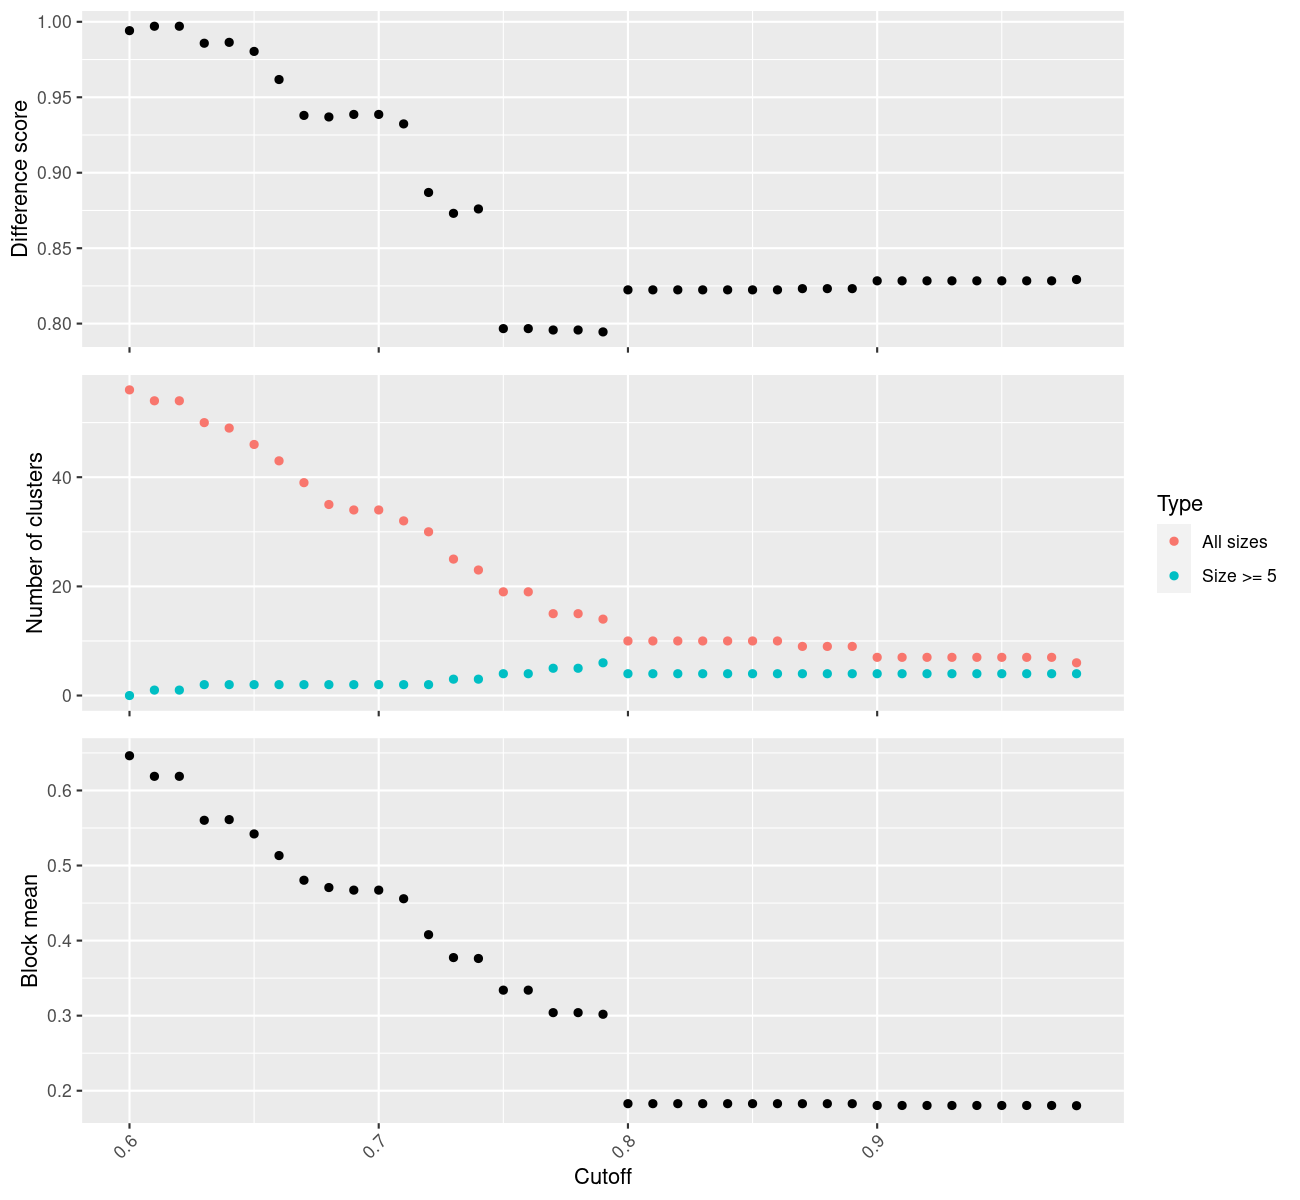 Difference score
1.00
0.95
0.90
0.85
0.80
Number of clusters
40
20
0
Type
All sizes
Size >= 5
Block mean
0.6
0.5
0.4
0.3
0.2
0.6 0.7 0.8 0.9
Cutoff